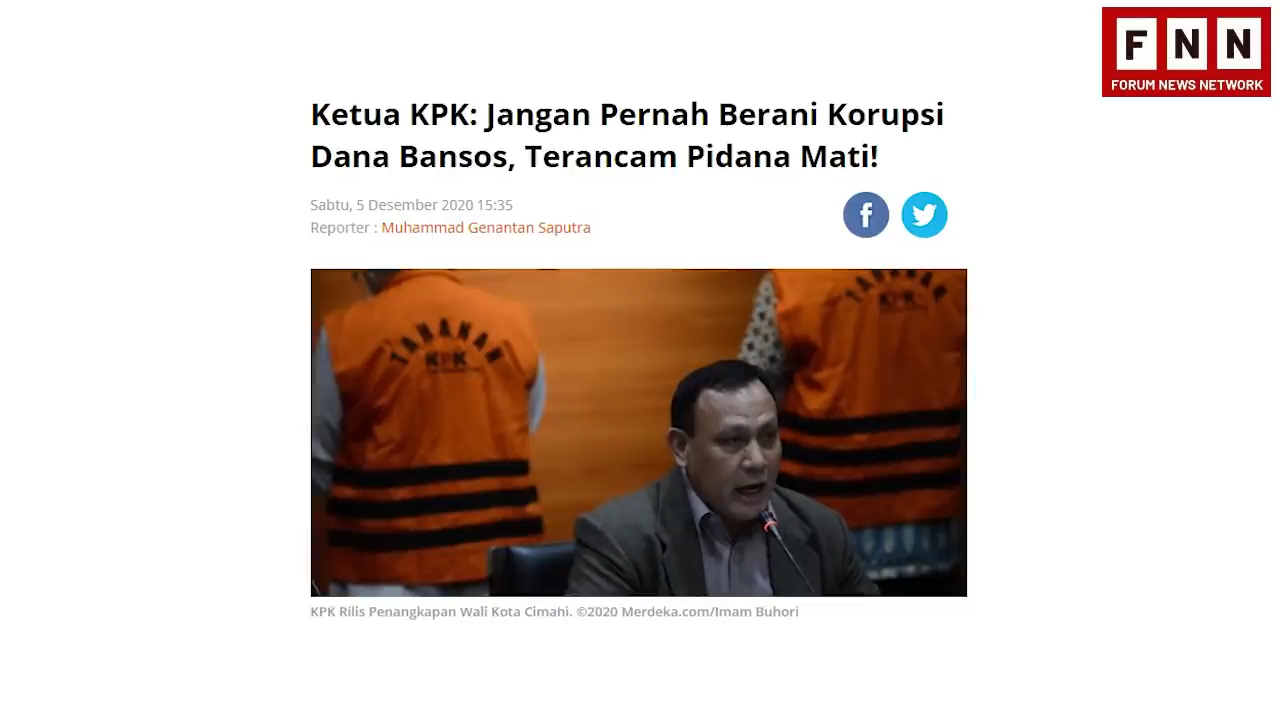 FNN
FORUM NEWS NETWORK
Ketua KPK: Jangan Pernah Berani Korupsi
Dana Bansos, Terancam Pidana Mati!
Sabtu, 5 Desember 2020 15:35
Reporter : Muhammad Genantan Saputra
TAHANAN
KPK
TAHANAN
KPK
KPK Rilis Penangkapan Wali Kota Cimahi. ©2020 Merdeka.com/Imam Buhori